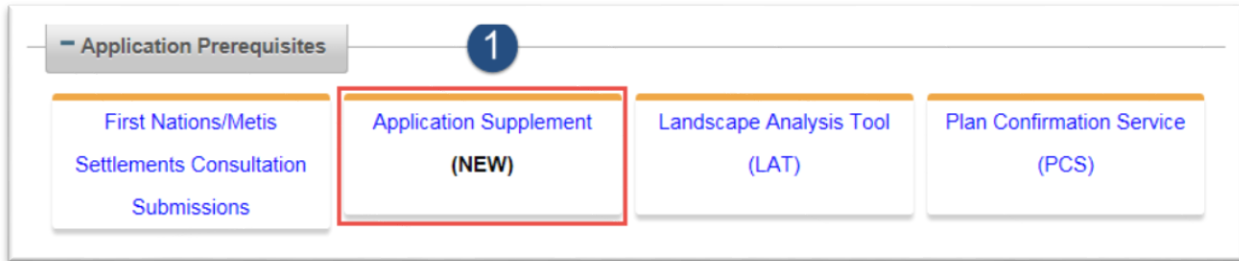 - Application Prerequisites
1
First Nations/Metis
Settlements Consultation
Submissions
Application Supplement
(NEW)
Landscape Analysis Tool
(LAT)
Plan Confirmation Service
(PCS)